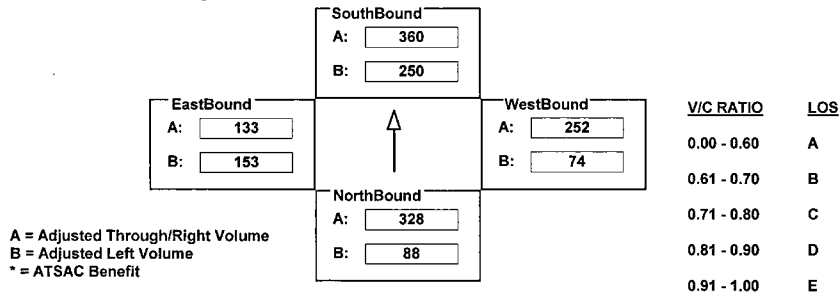 SouthBound
A: 360
B: 250
EastBound
A: 133
B: 153
WestBound
A: 252
B: 74
NorthBound
A: 328
B: 88
A = Adjusted Through/Right Volume
B = Adjusted Left Volume
* = ATSAC Benefit
V/C RATIO LOS
0.00 - 0.60 A
0.61 - 0.70 B
0.71 - 0.80 C
0.81 - 0.90 D
0.91 - 1.00 E